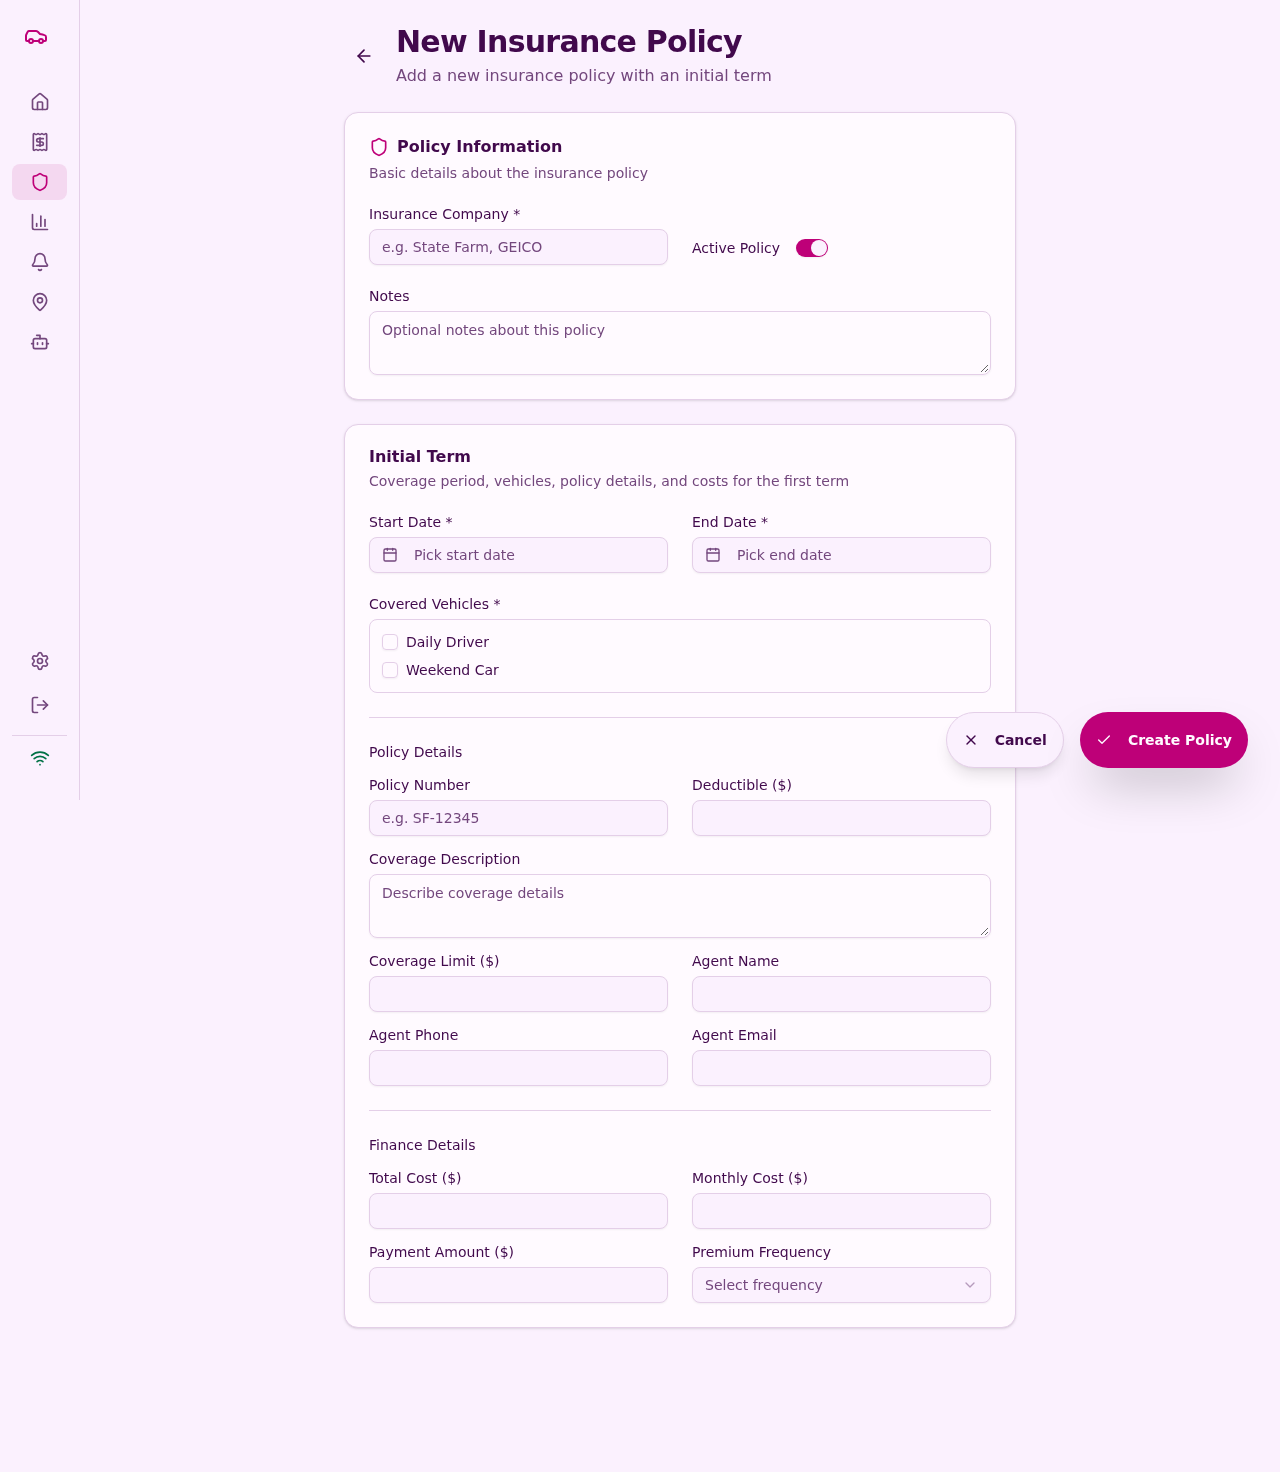 New Insurance Policy
Add a new insurance policy with an initial term
Policy Information
Basic details about the insurance policy
Insurance Company *
e.g. State Farm, GEICO
Active Policy
Notes
Optional notes about this policy
Initial Term
Coverage period, vehicles, policy details, and costs for the first term
Start Date *
End Date *
Pick start date
Pick end date
Covered Vehicles *
Daily Driver
Weekend Car
Cancel
Create Policy
Policy Details
Policy Number
Deductible ($)
e.g. SF-12345
Coverage Description
Describe coverage details
Coverage Limit ($)
Agent Name
Agent Phone
Agent Email
Finance Details
Total Cost ($)
Monthly Cost ($)
Payment Amount ($)
Premium Frequency
Select frequency